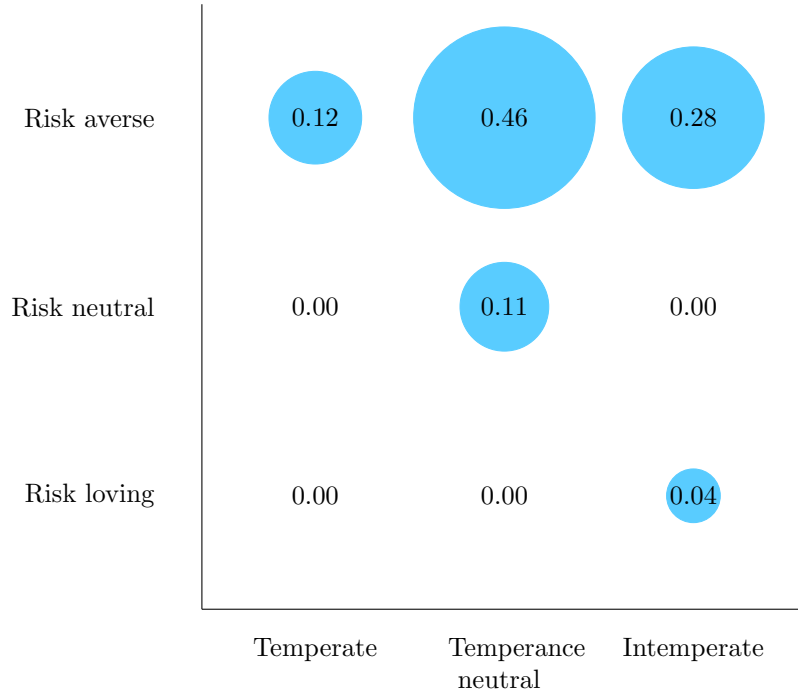 Risk averse
0.12
0.46
0.28
Risk neutral
0.00
0.11
0.00
Risk loving
0.00
0.00
0.04
Temperate
Temperance
neutral
Intemperate